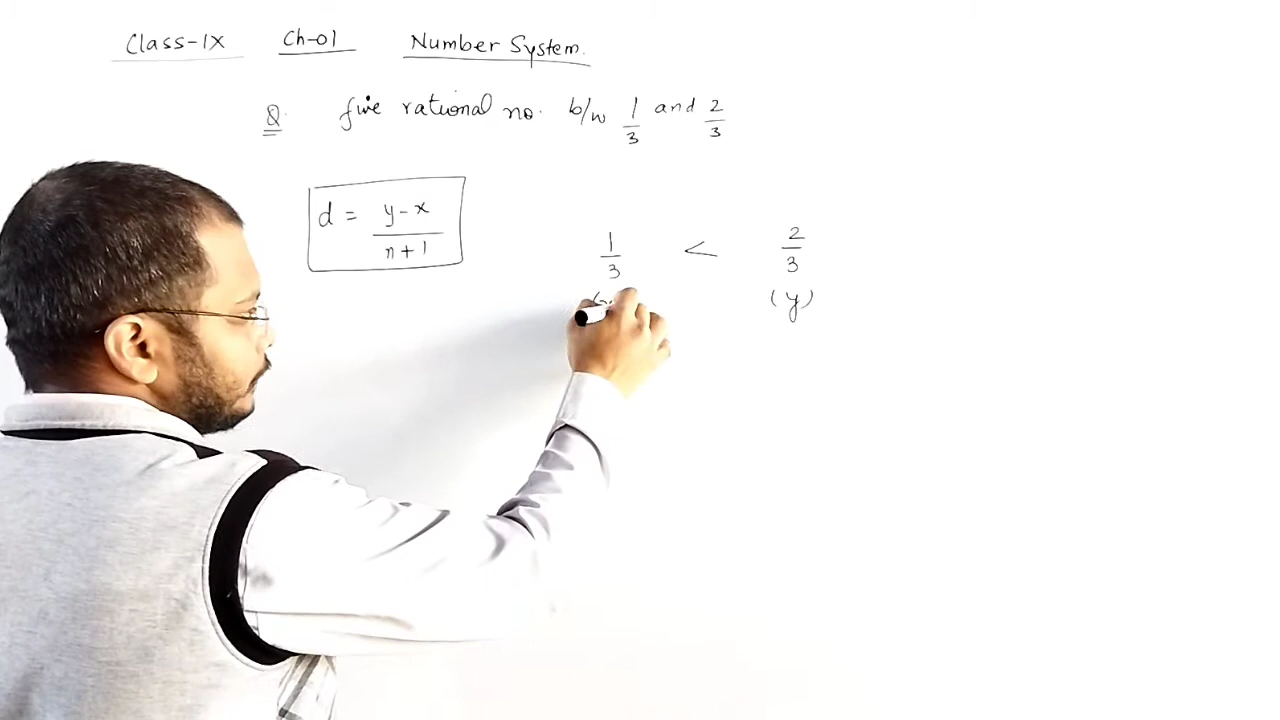 Class-IX Ch-01 Number System.
Q. five rational no. b/w 1/3 and 2/3
d = y-x/n+1
1/3 < 2/3
(y)